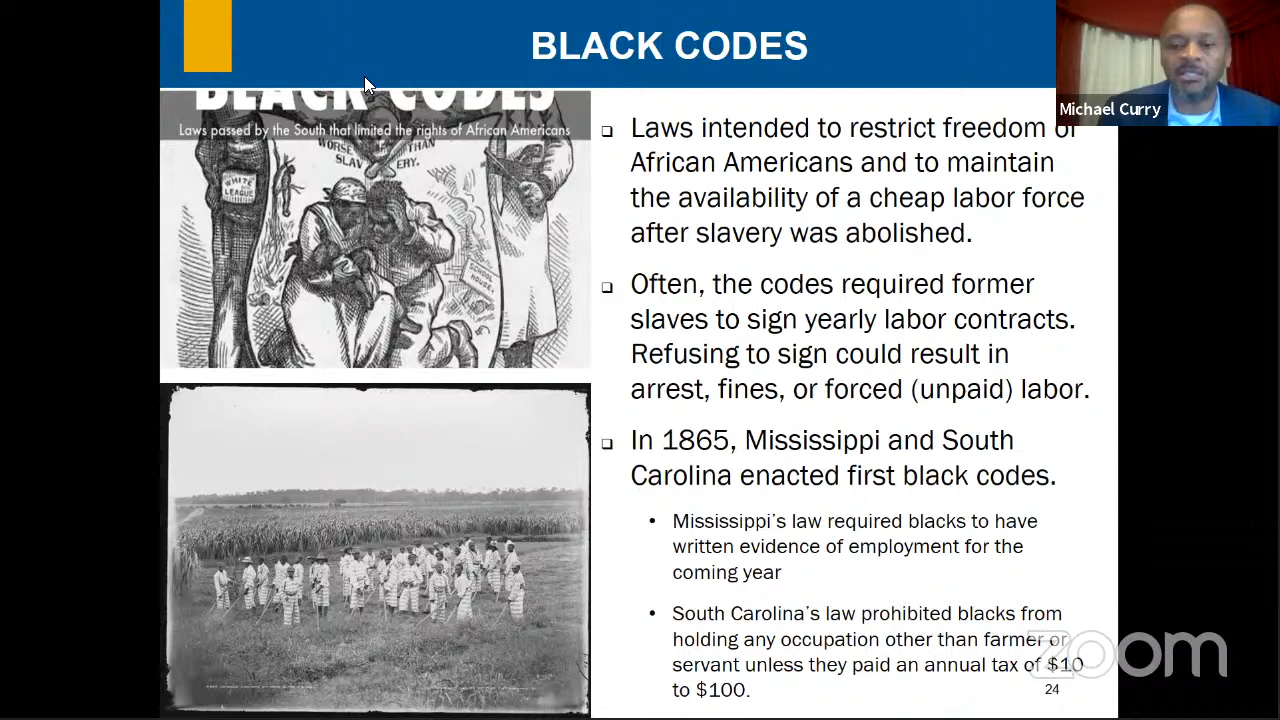 BLACK CODES
Michael Curry
BLACK CODES
Laws passed by the South that limited the rights of African Americans
WORSE THAN
SLAVERY.
WHITE
LEAGUE
SCHOOL
HOUSE.
Laws intended to restrict freedom of
African Americans and to maintain
the availability of a cheap labor force
after slavery was abolished.
Often, the codes required former
slaves to sign yearly labor contracts.
Refusing to sign could result in
arrest, fines, or forced (unpaid) labor.
In 1865, Mississippi and South
Carolina enacted first black codes.
• Mississippi’s law required blacks to have
written evidence of employment for the
coming year
• South Carolina’s law prohibited blacks from
holding any occupation other than farmer or
servant unless they paid an annual tax of $10
to $100.
24
zoom